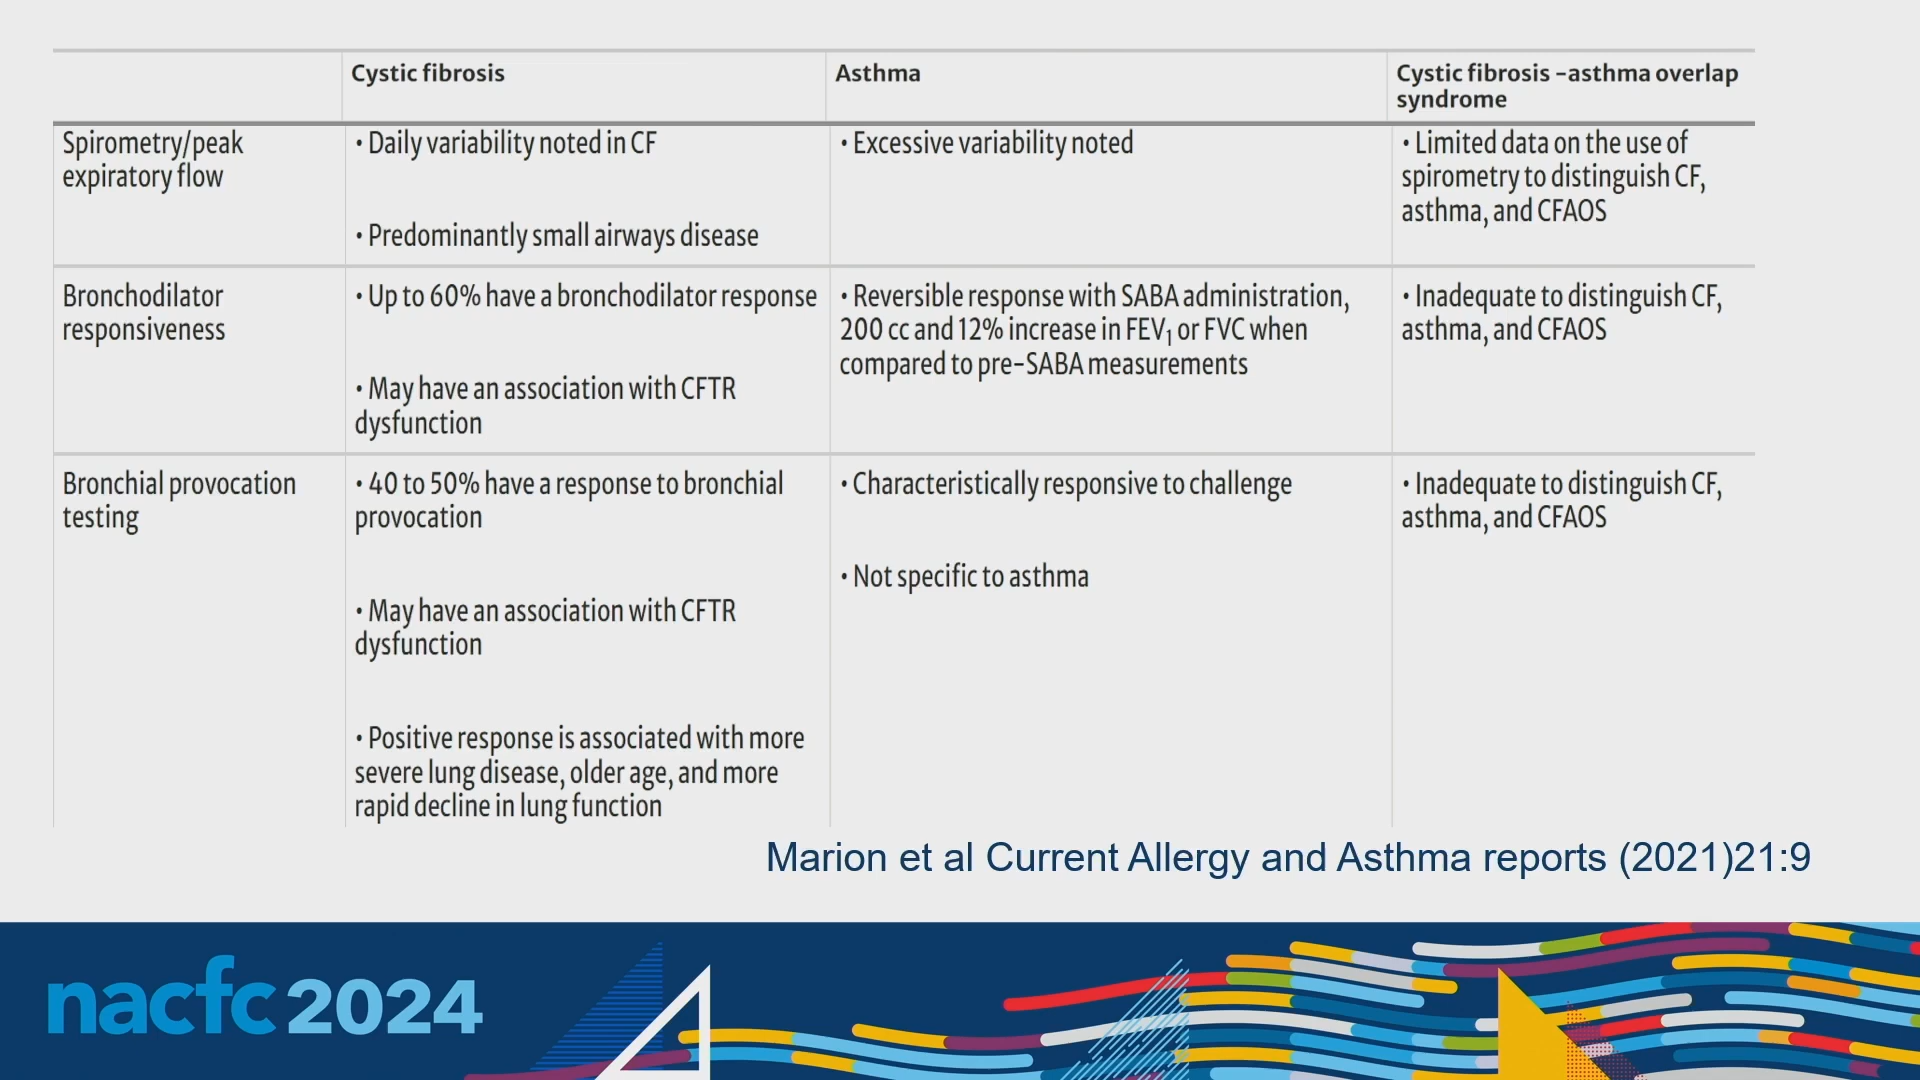 Cystic fibrosis
Asthma
Cystic fibrosis –asthma overlap
syndrome
Spirometry/peak
expiratory flow
• Daily variability noted in CF
• Predominantly small airways disease
• Excessive variability noted
• Limited data on the use of
spirometry to distinguish CF,
asthma, and CFAOS
Bronchodilator
responsiveness
• Up to 60% have a bronchodilator response
• May have an association with CFTR
dysfunction
• Reversible response with SABA administration,
200 cc and 12% increase in FEV₁ or FVC when
compared to pre–SABA measurements
• Inadequate to distinguish CF,
asthma, and CFAOS
Bronchial provocation
testing
• 40 to 50% have a response to bronchial
provocation
• May have an association with CFTR
dysfunction
• Positive response is associated with more
severe lung disease, older age, and more
rapid decline in lung function
• Characteristically responsive to challenge
• Not specific to asthma
• Inadequate to distinguish CF,
asthma, and CFAOS
Marion et al Current Allergy and Asthma reports (2021)21:9
nacfc 2024